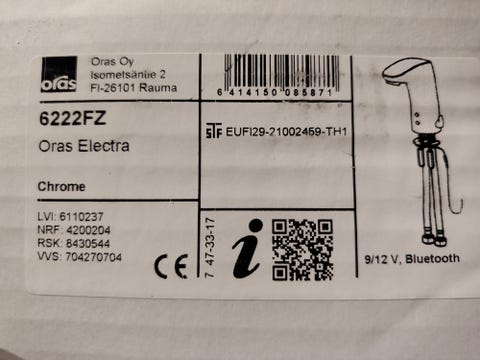 oras
Oras Oy
Isometsäntie 2
FI-26101 Rauma
6222FZ
Oras Electra
Chrome
LVI: 6110237
NRF: 4200204
RSK: 8430544
VVS: 704270704
CE
6 414150 085871
STF EUFI29-21002459-TH1
7 47-33-17
i
9/12 V, Bluetooth